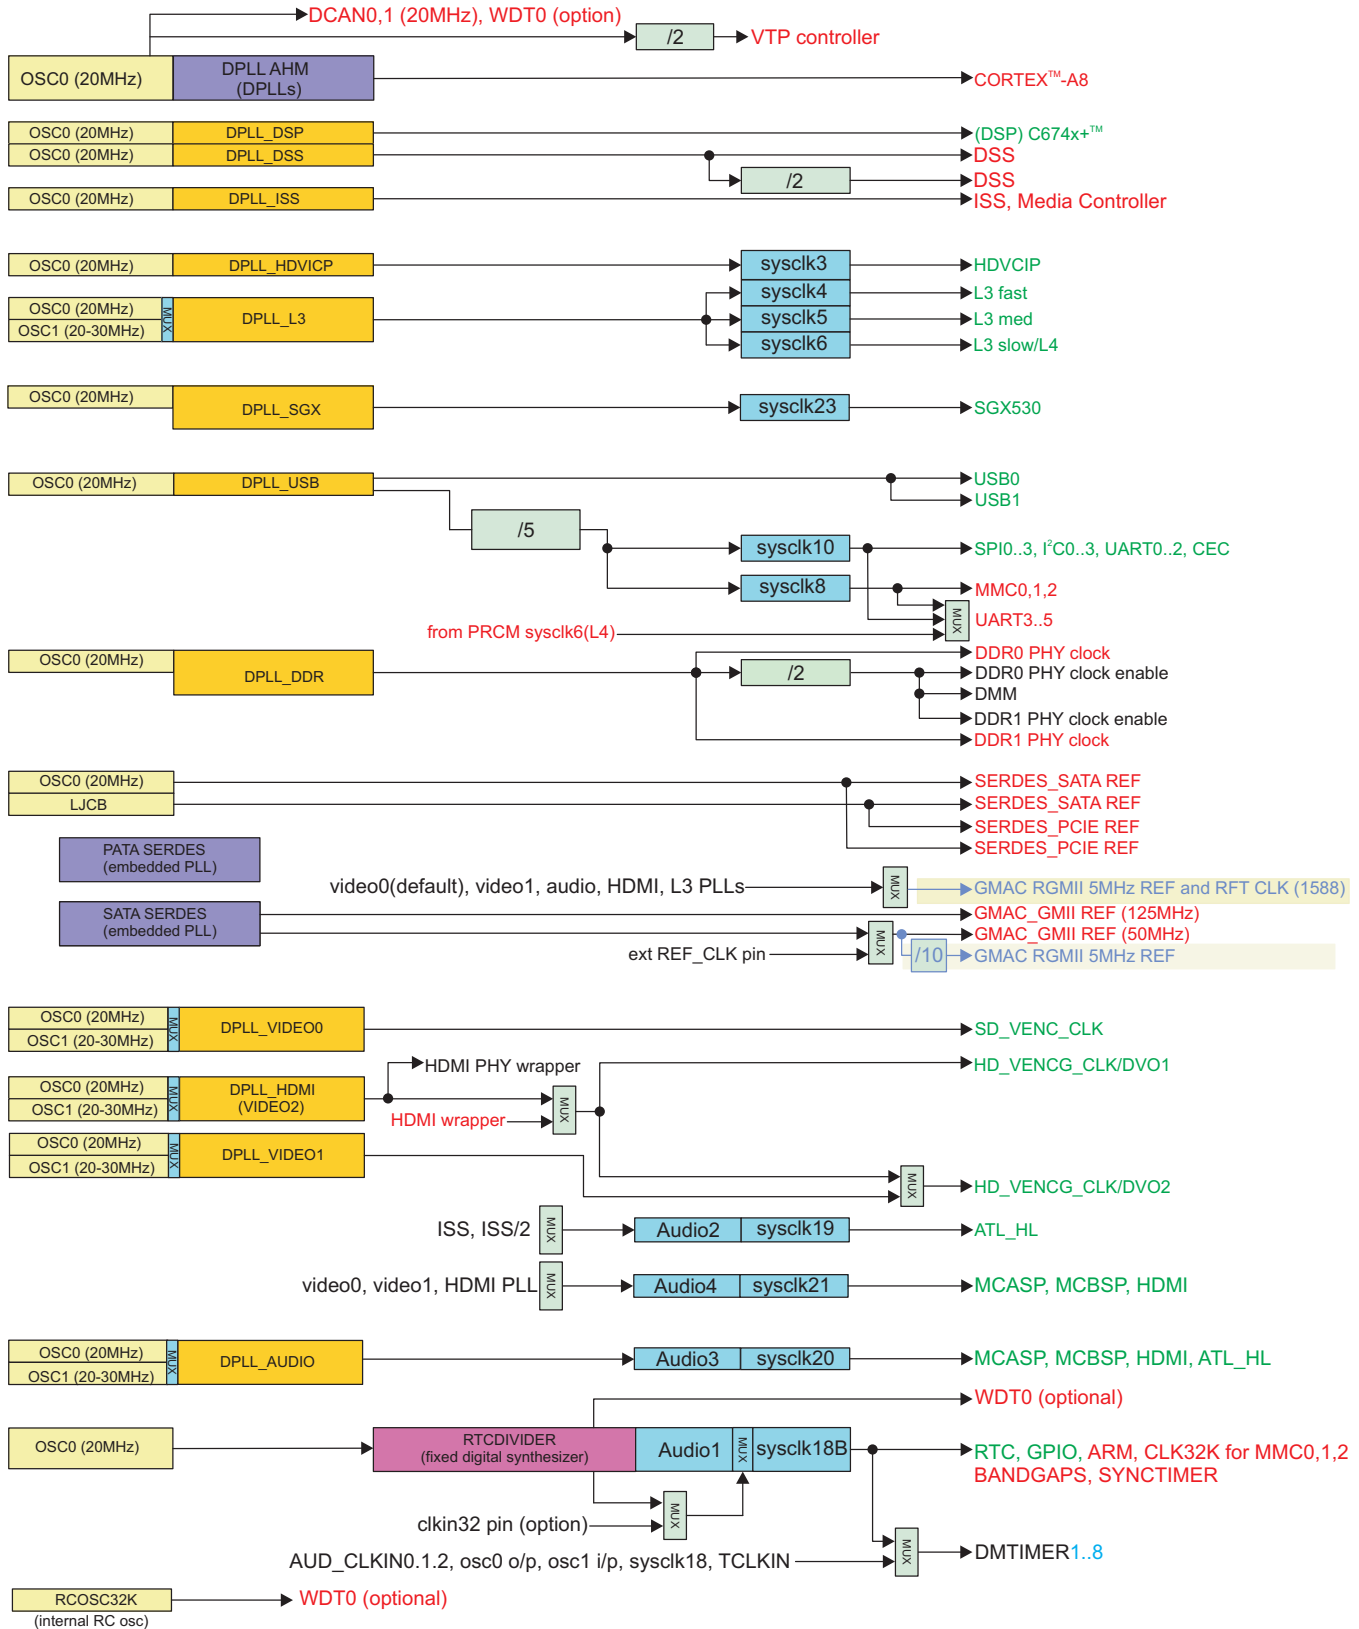 DCAN0,1 (20MHz), WDT0 (option)
/2
VTP controller
OSC0 (20MHz)
DPLL AHM
(DPLLs)
CORTEX™-A8
OSC0 (20MHz)
DPLL_DSP
(DSP) C674x+™
OSC0 (20MHz)
DPLL_DSS
DSS
/2
DSS
OSC0 (20MHz)
DPLL_ISS
ISS, Media Controller
OSC0 (20MHz)
DPLL_HDVICP
sysclk3
HDVCIP
OSC0 (20MHz)
OSC1 (20-30MHz)
MUX
DPLL_L3
sysclk4
L3 fast
sysclk5
L3 med
sysclk6
L3 slow/L4
OSC0 (20MHz)
DPLL_SGX
sysclk23
SGX530
OSC0 (20MHz)
DPLL_USB
USB0
USB1
/5
sysclk10
SPI0..3, I²C0..3, UART0..2, CEC
sysclk8
MMC0,1,2
MUX
UART3..5
from PRCM sysclk6(L4)
OSC0 (20MHz)
DPLL_DDR
DDR0 PHY clock
/2
DDR0 PHY clock enable
DMM
DDR1 PHY clock enable
DDR1 PHY clock
OSC0 (20MHz)
SERDES_SATA REF
LJCB
SERDES_SATA REF
SERDES_PCIE REF
SERDES_PCIE REF
PATA SERDES
(embedded PLL)
video0(default), video1, audio, HDMI, L3 PLLs
MUX
GMAC RGMII 5MHz REF and RFT CLK (1588)
SATA SERDES
(embedded PLL)
GMAC_GMII REF (125MHz)
GMAC_GMII REF (50MHz)
ext REF_CLK pin
MUX
/10
GMAC RGMII 5MHz REF
OSC0 (20MHz)
OSC1 (20-30MHz)
MUX
DPLL_VIDEO0
SD_VENC_CLK
HDMI PHY wrapper
HD_VENCG_CLK/DVO1
OSC0 (20MHz)
OSC1 (20-30MHz)
MUX
DPLL_HDMI
(VIDEO2)
HDMI wrapper
MUX
OSC0 (20MHz)
OSC1 (20-30MHz)
MUX
DPLL_VIDEO1
MUX
HD_VENCG_CLK/DVO2
ISS, ISS/2
MUX
Audio2
sysclk19
ATL_HL
video0, video1, HDMI PLL
MUX
Audio4
sysclk21
MCASP, MCBSP, HDMI
OSC0 (20MHz)
OSC1 (20-30MHz)
MUX
DPLL_AUDIO
Audio3
sysclk20
MCASP, MCBSP, HDMI, ATL_HL
WDT0 (optional)
OSC0 (20MHz)
RTCDIVIDER
(fixed digital synthesizer)
Audio1
MUX
sysclk18B
RTC, GPIO, ARM, CLK32K for MMC0,1,2
BANDGAPS, SYNCTIMER
clkin32 pin (option)
MUX
AUD_CLKIN0.1.2, osc0 o/p, osc1 i/p, sysclk18, TCLKIN
MUX
DMTIMER1..8
RCOSC32K
(internal RC osc)
WDT0 (optional)